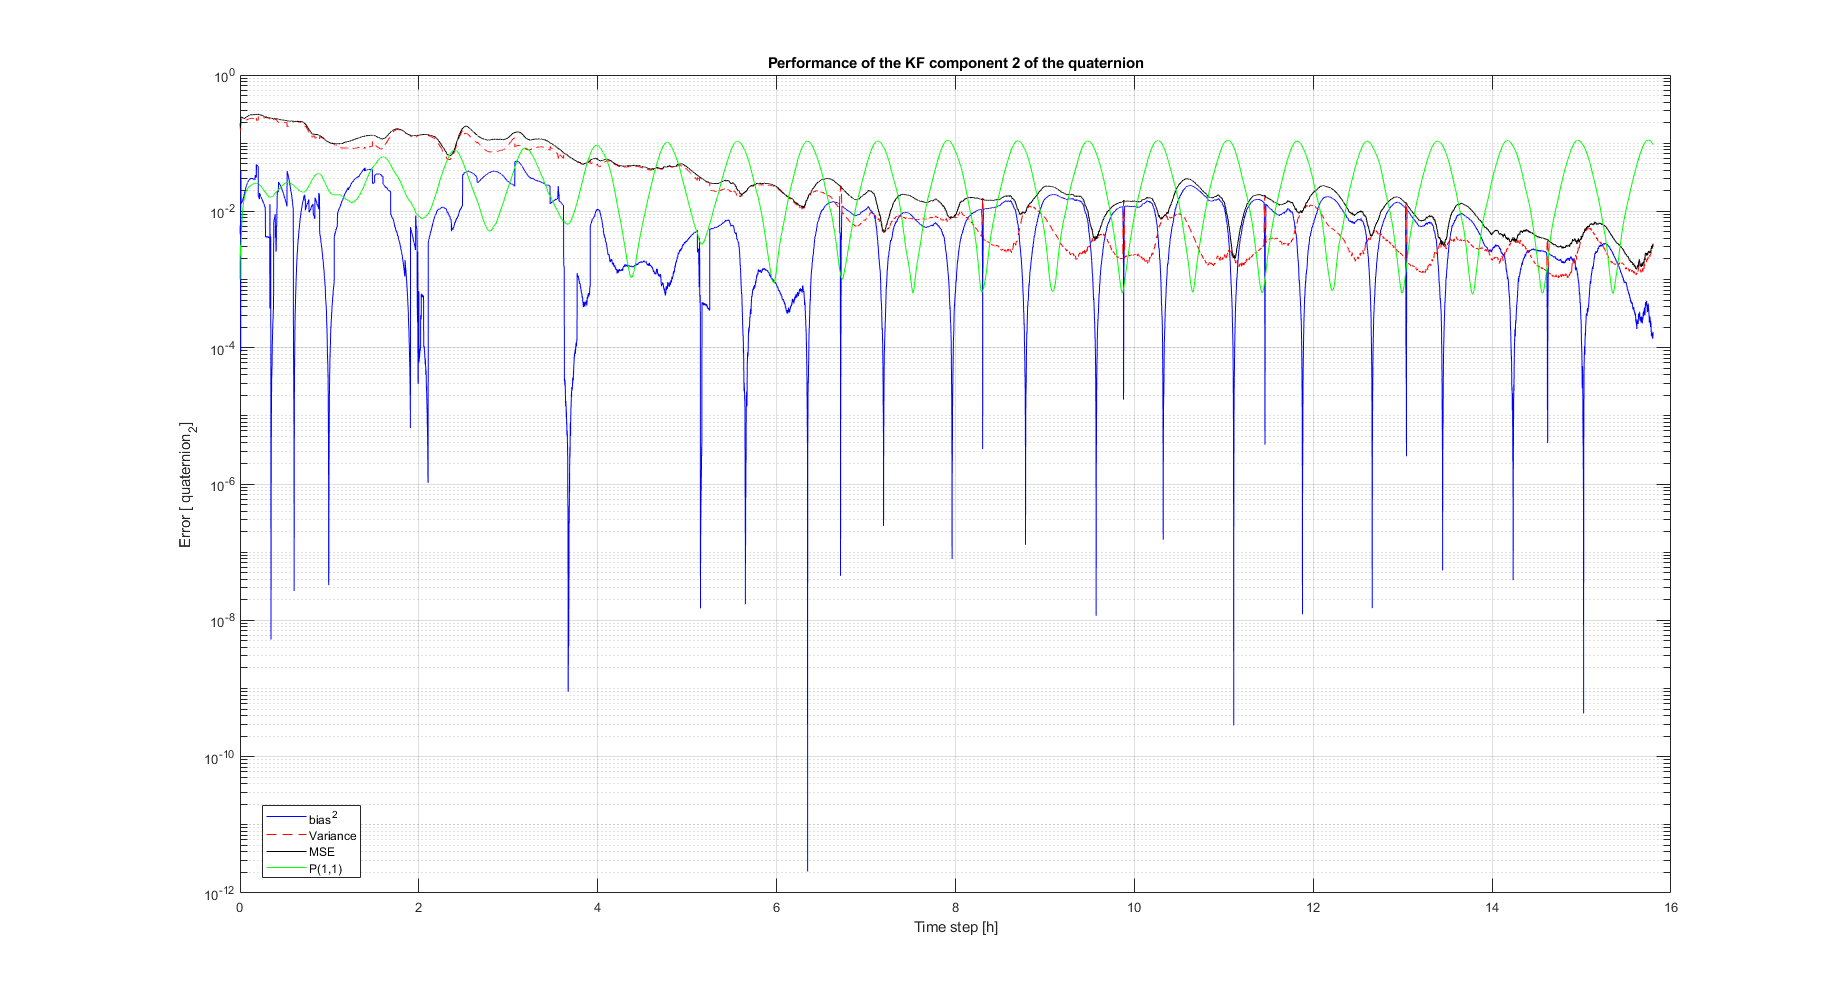 Performance of the KF component 2 of the quaternion
10^0
10^-2
10^-4
10^-6
10^-8
10^-10
10^-12
Error [ quaternion_2]
bias^2
Variance
MSE
P(1,1)
0 2 4 6 8 10 12 14 16
Time step [h]